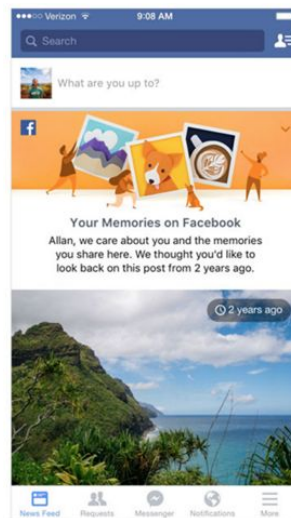 Verizon 9:08 AM
Search
What are you up to?
Your Memories on Facebook
Allan, we care about you and the memories
you share here. We thought you'd like to
look back on this post from 2 years ago.
2 years ago
News Feed Requests Messenger Notifications More